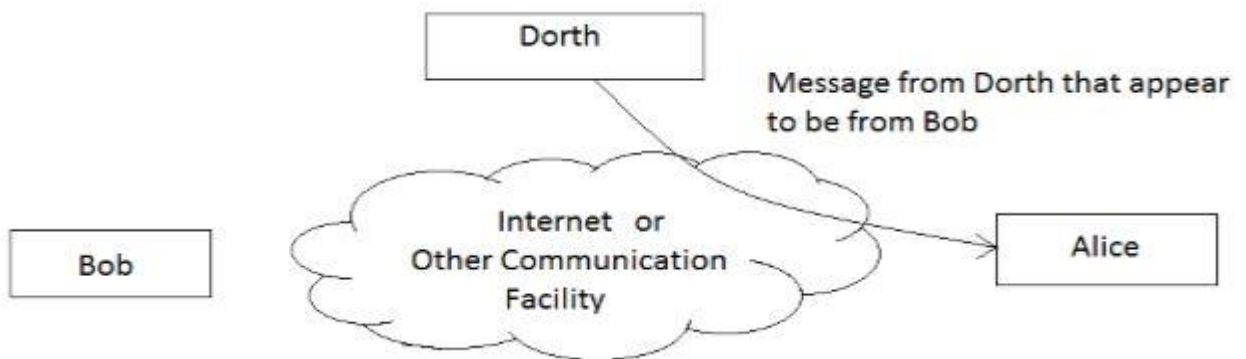 Dorth
Message from Dorth that appear
to be from Bob
Internet or
Other Communication
Facility
Bob
Alice